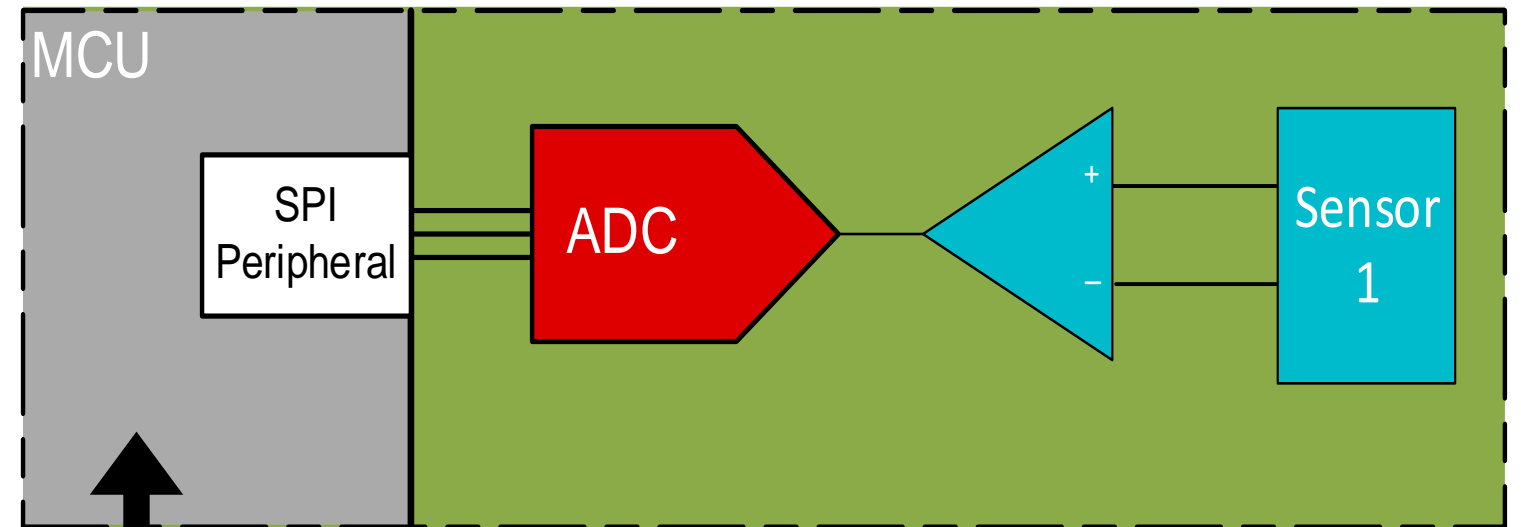 MCU
SPI
Peripheral
ADC
+
−
Sensor
1